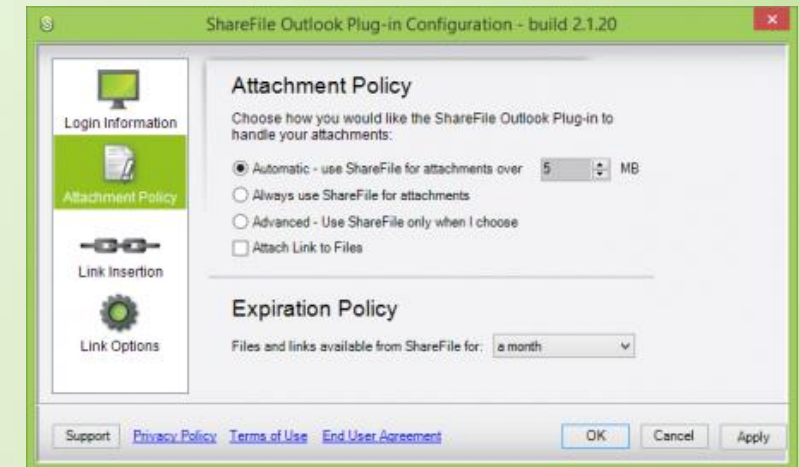 ShareFile Outlook Plug-in Configuration - build 2.1.20
Login Information
Attachment Policy
Link Insertion
Link Options
Attachment Policy
Choose how you would like the ShareFile Outlook Plug-in to
handle your attachments:
Automatic - use ShareFile for attachments over 5 MB
Always use ShareFile for attachments
Advanced - Use ShareFile only when I choose
Attach Link to Files
Expiration Policy
Files and links available from ShareFile for: a month
Support Privacy Policy Terms of Use End User Agreement OK Cancel Apply